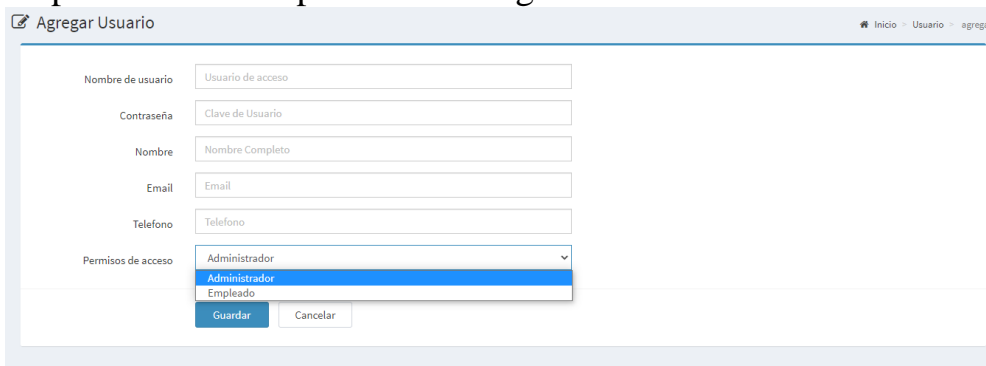 Agregar Usuario
Inicio > Usuario > agrega
Nombre de usuario Usuario de acceso
Contraseña Clave de Usuario
Nombre Nombre Completo
Email Email
Telefono Telefono
Permisos de acceso Administrador
Administrador
Empleado
Guardar Cancelar